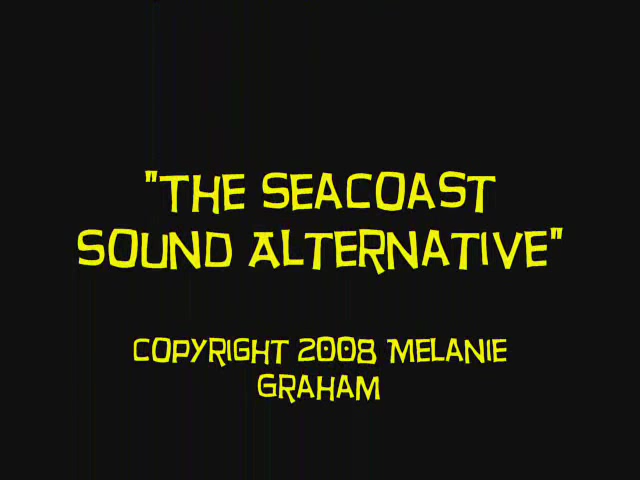 "THE SEACOAST
SOUND ALTERNATIVE"
COPYRIGHT 2008 MELANIE
GRAHAM